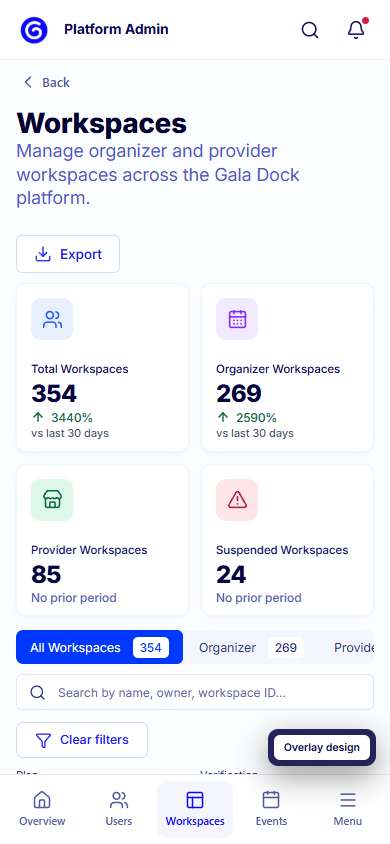 Platform Admin
Back
Workspaces
Manage organizer and provider
workspaces across the Gala Dock
platform.
Export
Total Workspaces
354
3440%
vs last 30 days
Organizer Workspaces
269
2590%
vs last 30 days
Provider Workspaces
85
No prior period
Suspended Workspaces
24
No prior period
All Workspaces 354 Organizer 269
Search by name, owner, workspace ID...
Clear filters
Overlay design
Overview Users Workspaces Events Menu